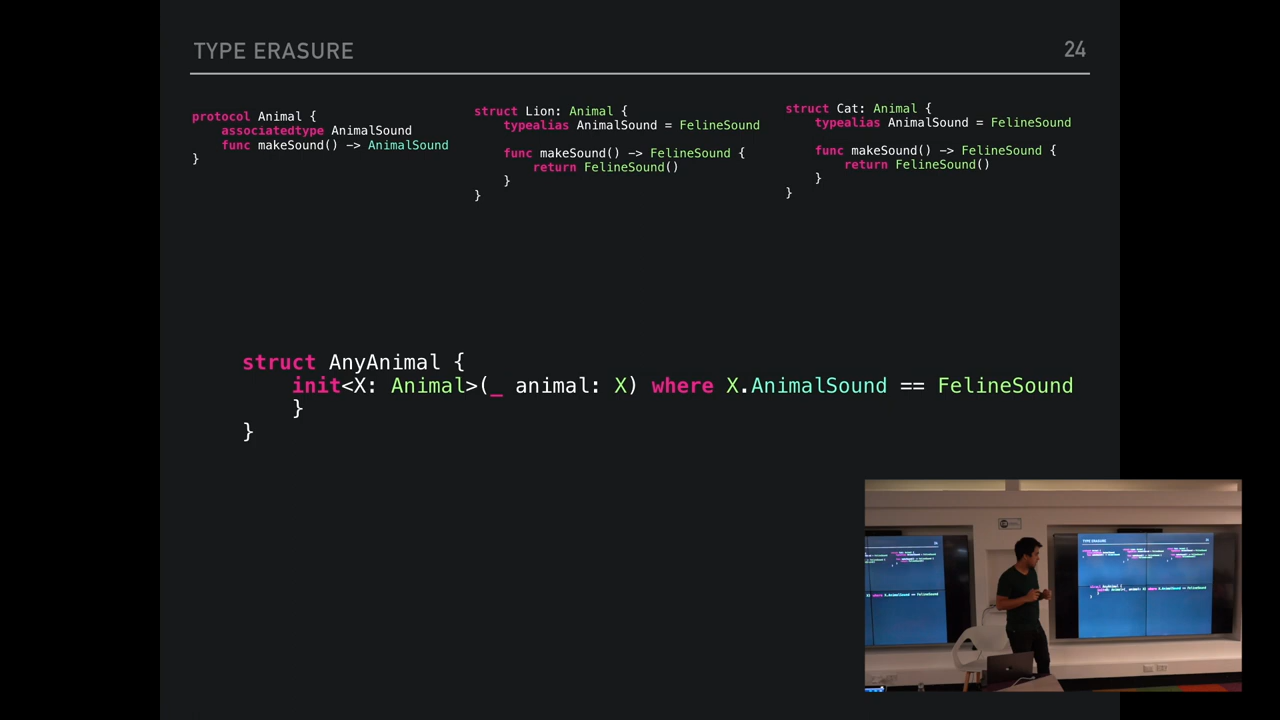 TYPE ERASURE
24
protocol Animal {
associatedtype AnimalSound
func makeSound() -> AnimalSound
}
struct Lion: Animal {
typealias AnimalSound = FelineSound
func makeSound() -> FelineSound {
return FelineSound()
}
}
struct Cat: Animal {
typealias AnimalSound = FelineSound
func makeSound() -> FelineSound {
return FelineSound()
}
}
struct AnyAnimal {
init<X: Animal>(_ animal: X) where X.AnimalSound == FelineSound
}
}
TYPE ERASURE